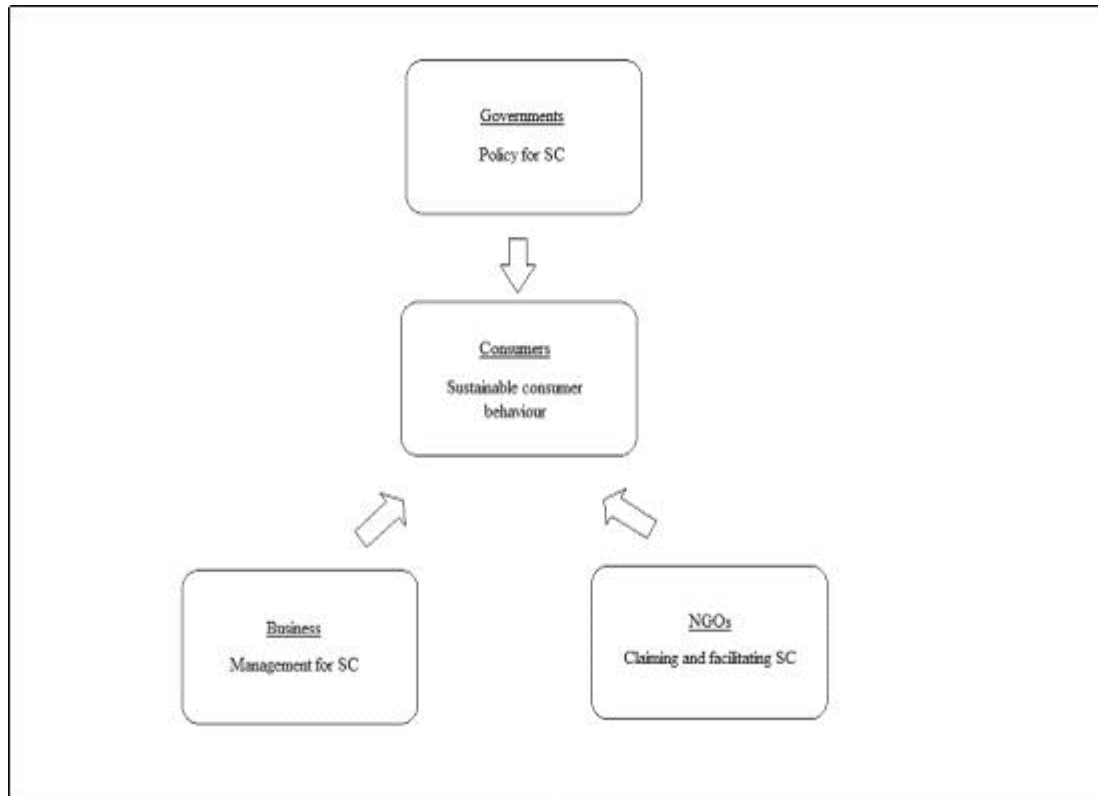 Governments
Policy for SC
Consumers
Sustainable consumer
behaviour
Business
Management for SC
NGOs
Claiming and facilitating SC